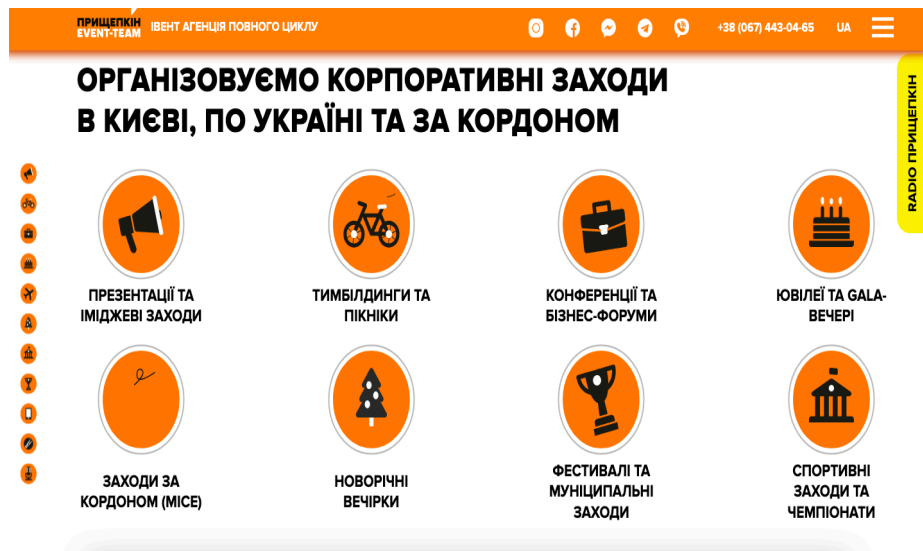 ПРИЩЕПКІН
EVENT-TEAM
ІВЕНТ АГЕНЦІЯ ПОВНОГО ЦИКЛУ
+38 (067) 443-04-65
UA
ОРГАНІЗОВУЄМО КОРПОРАТИВНІ ЗАХОДИ
В КИЄВІ, ПО УКРАЇНІ ТА ЗА КОРДОНОМ
RADIO ПРИЩЕПКІН
ПРЕЗЕНТАЦІЇ ТА
ІМІДЖЕВІ ЗАХОДИ
ТИМБІЛДИНГИ ТА
ПІКНІКИ
КОНФЕРЕНЦІЇ ТА
БІЗНЕС-ФОРУМИ
ЮВІЛЕЇ ТА GALA-
ВЕЧЕРІ
ЗАХОДИ ЗА
КОРДОНОМ (MICE)
НОВОРІЧНІ
ВЕЧІРКИ
ФЕСТИВАЛІ ТА
МУНІЦИПАЛЬНІ
ЗАХОДИ
СПОРТИВНІ
ЗАХОДИ ТА
ЧЕМПІОНАТИ